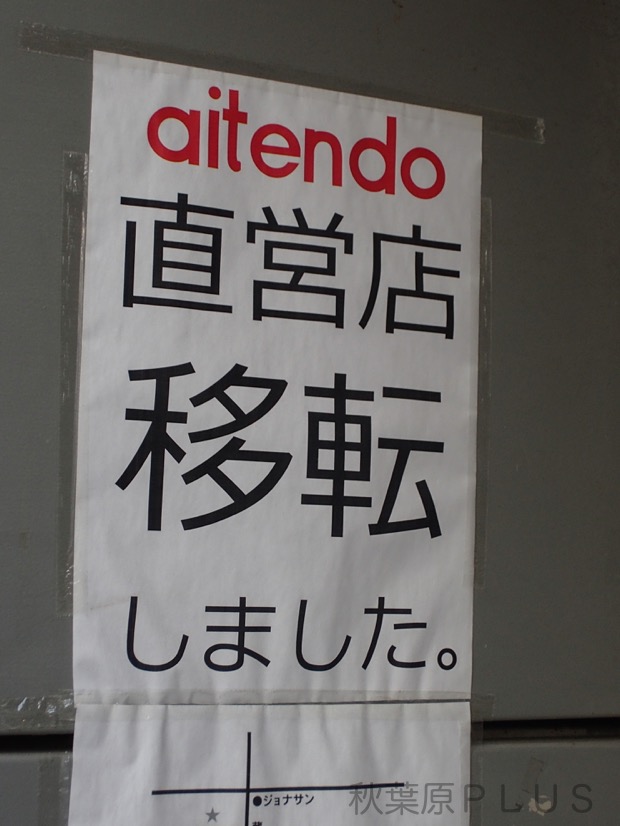 aitendo
直営店
移転
しました。
●ジョナサン
秋葉原PLUS